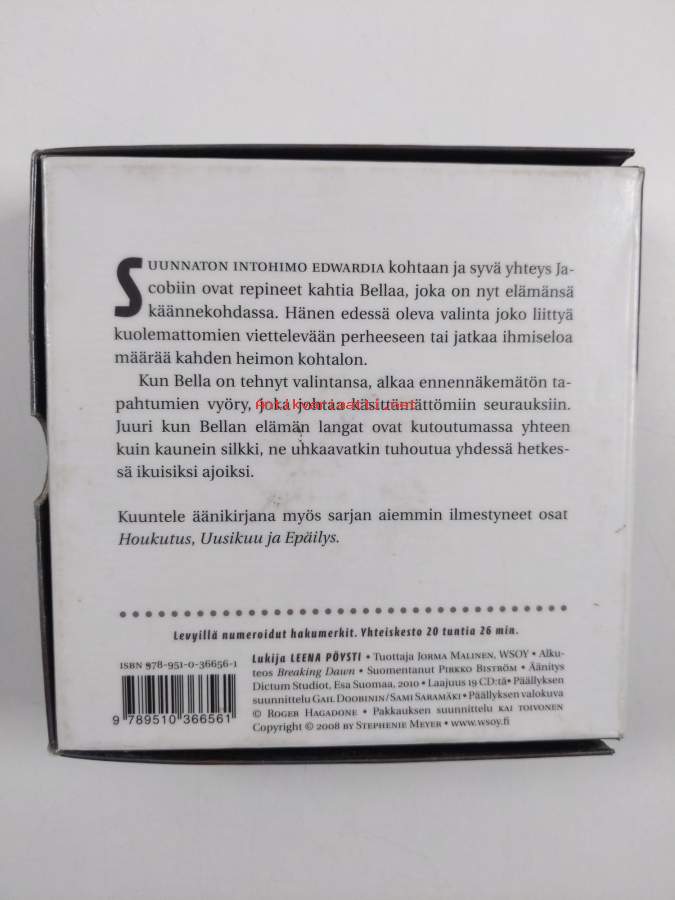 SUUNNATON INTOHIMO EDWARDIA kohtaan ja syvä yhteys Ja-
cobiin ovat repineet kahtia Bellaa, joka on nyt elämänsä
käännekohdassa. Hänen edessä oleva valinta joko liittyä
kuolemattomien viettelevään perheeseen tai jatkaa ihmiseloa
määrää kahden heimon kohtalon.
Kun Bella on tehnyt valintansa, alkaa ennennäkemätön ta-
pahtumien vyöry, joka johtaa käsittämättömiin seurauksiin.
Antikvariaatti.net
Juuri kun Bellan elämän langat ovat kutoutumassa yhteen
kuin kaunein silkki, ne uhkaavatkin tuhoutua yhdessä hetkes-
sä ikuisiksi ajoiksi.
Kuuntele äänikirjana myös sarjan aiemmin ilmestyneet osat
Houkutus, Uusikuu ja Epäilys.
Levyillä numeroidut hakumerkit. Yhteiskesto 20 tuntia 26 min.
ISBN 978-951-0-36656-1
9 789510 366561
Lukija LEENA PÖYSTI • Tuottaja JORMA MALINEN, WSOY • Alku-
teos Breaking Dawn • Suomentanut PIRKKO BISTRÖM • Äänitys
Dictum Studiot, Esa Suomaa, 2010 • Laajuus 19 CD:tä • Päällyksen
suunnittelu GAIL DOOBININ/SAMI SARAMÄKI • Päällyksen valokuva
© ROGER HAGADONE • Pakkauksen suunnittelu KAI TOIVONEN
Copyright © 2008 BY STEPHENIE MEYER • www.wsoy.fi